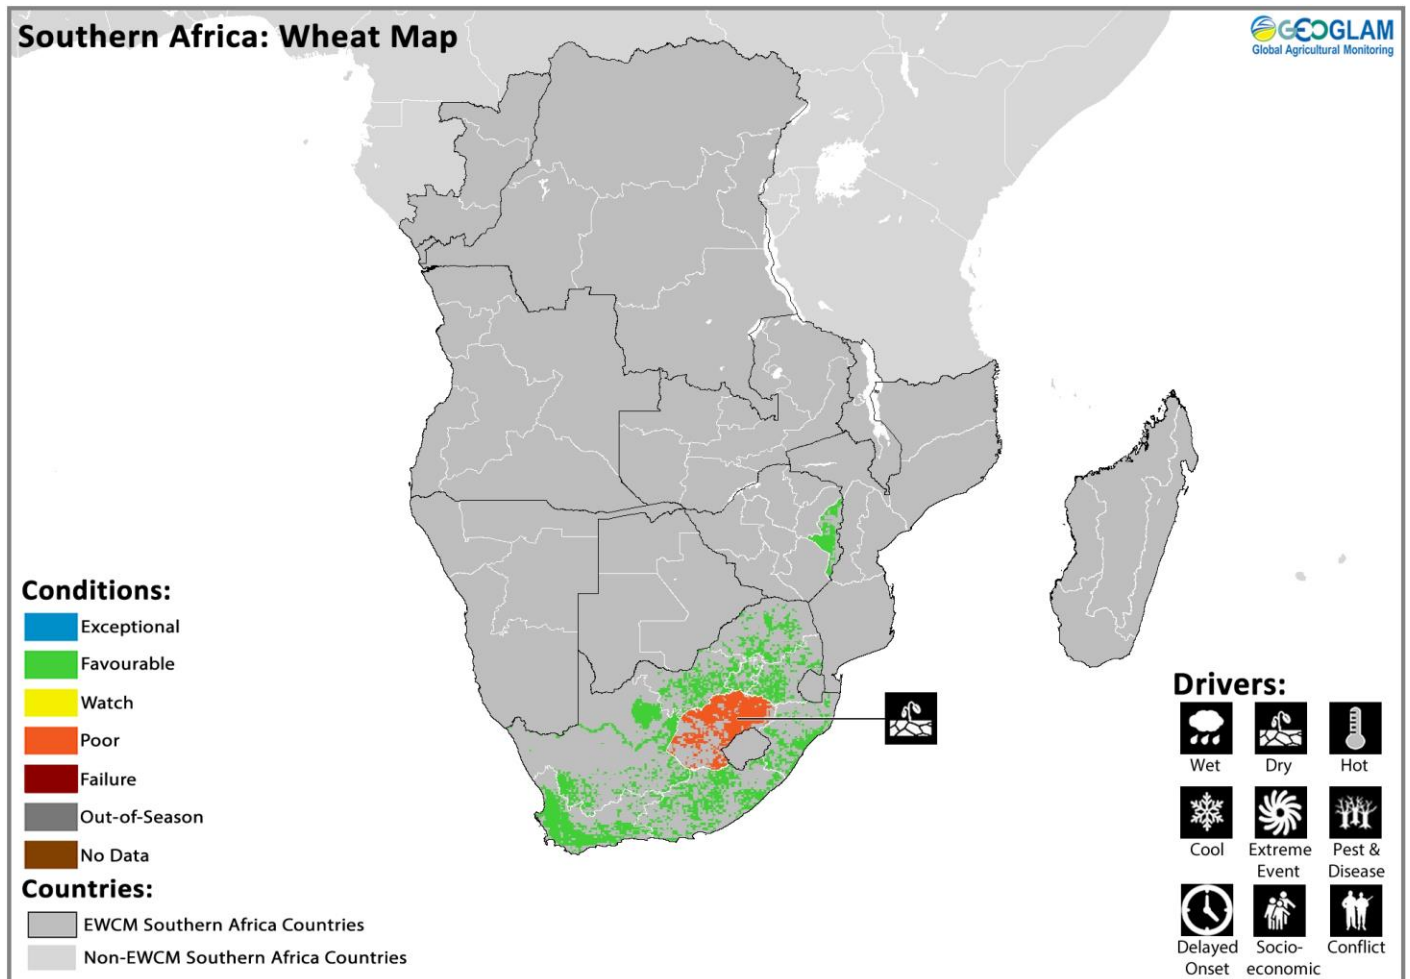 Southern Africa: Wheat Map
GEOGLAM
Global Agricultural Monitoring
Conditions:
Exceptional
Favourable
Watch
Poor
Failure
Out-of-Season
No Data
Countries:
EWCM Southern Africa Countries
Non-EWCM Southern Africa Countries
Drivers:
Wet
Dry
Hot
Cool
Extreme
Event
Pest &
Disease
Delayed
Onset
Socio-
economic
Conflict